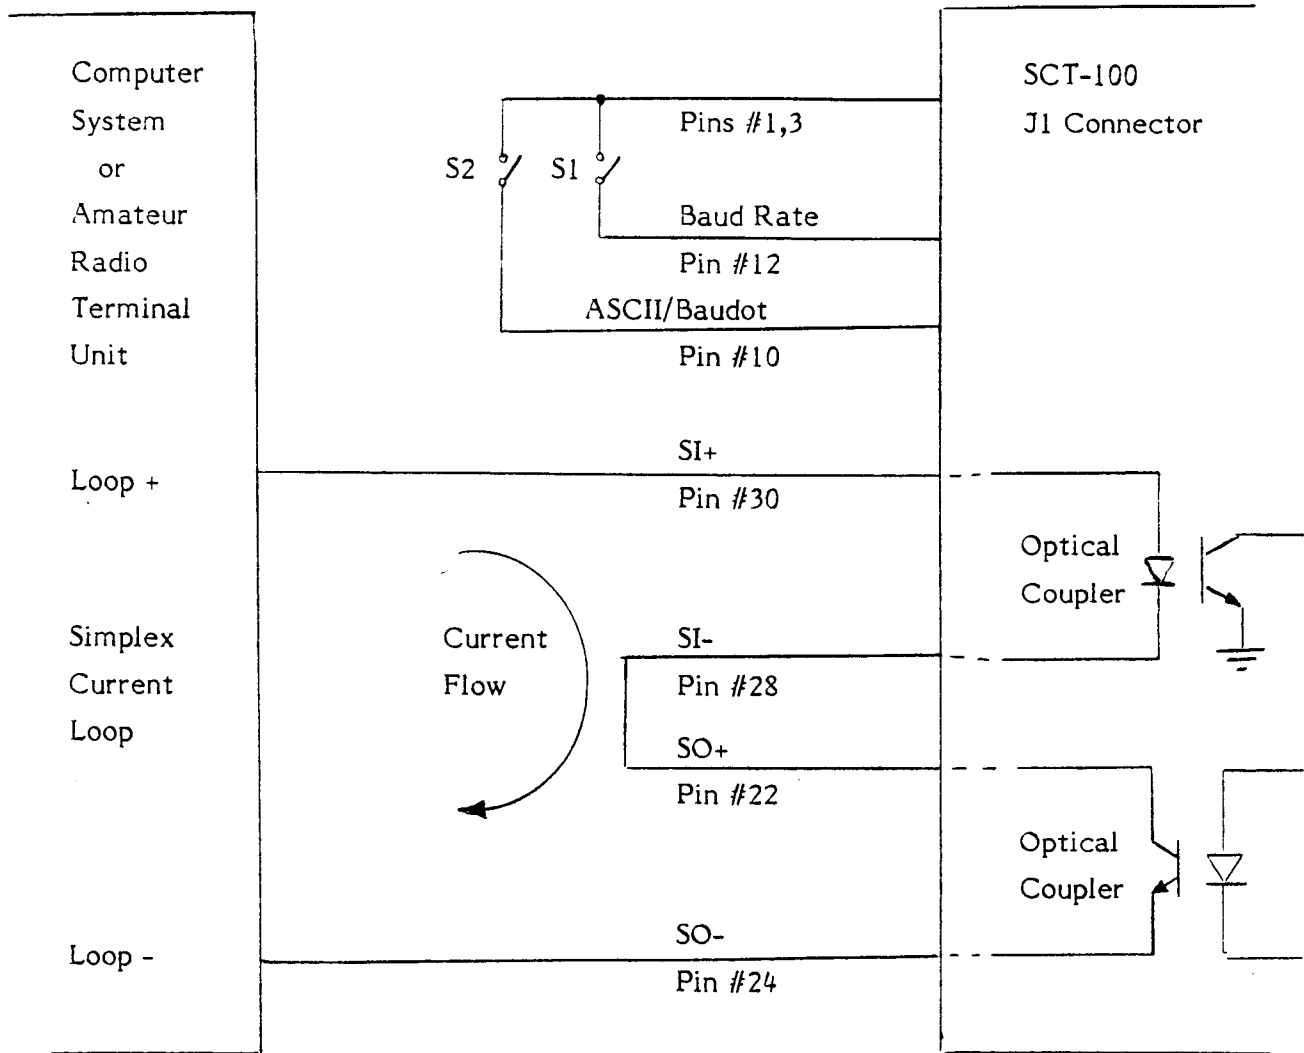 Computer
System
or
Amateur
Radio
Terminal
Unit
Loop +
Simplex
Current
Loop
Loop -
S2
S1
Pins #1,3
Baud Rate
Pin #12
ASCII/Baudot
Pin #10
SI+
Pin #30
Current
Flow
SI-
Pin #28
SO+
Pin #22
SO-
Pin #24
SCT-100
J1 Connector
Optical
Coupler
Optical
Coupler